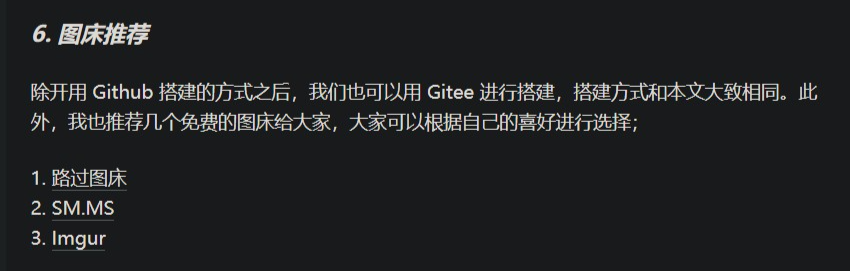 6. 图床推荐
除开用 Github 搭建的方式之后，我们也可以用 Gitee 进行搭建，搭建方式和本文大致相同。此
外，我也推荐几个免费的图床给大家，大家可以根据自己的喜好进行选择；
1. 路过图床
2. SM.MS
3. Imgur